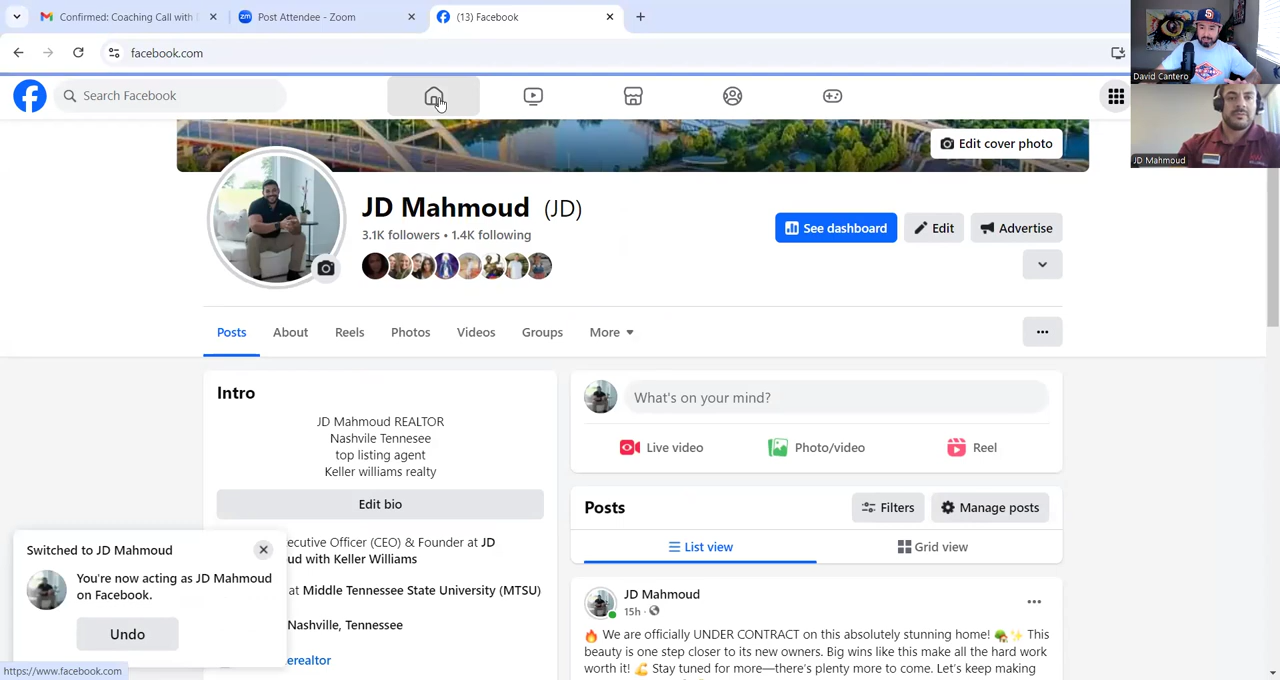 Confirmed: Coaching Call with
Post Attendee - Zoom
(13) Facebook
facebook.com
Search Facebook
David Cantero
JD Mahmoud
Edit cover photo
JD Mahmoud (JD)
3.1K followers • 1.4K following
See dashboard
Edit
Advertise
Posts
About
Reels
Photos
Videos
Groups
More
Intro
JD Mahmoud REALTOR
Nashvile Tennesee
top listing agent
Keller williams realty
Edit bio
ecutive Officer (CEO) & Founder at JD
ud with Keller Williams
at Middle Tennessee State University (MTSU)
Nashville, Tennessee
erealtor
What's on your mind?
Live video
Photo/video
Reel
Posts
Filters
Manage posts
List view
Grid view
JD Mahmoud
15h
🔥 We are officially UNDER CONTRACT on this absolutely stunning home! 🏡✨ This
beauty is one step closer to its new owners. Big wins like this make all the hard work
worth it! 💪 Stay tuned for more—there's plenty more to come. Let's keep making
Switched to JD Mahmoud
You're now acting as JD Mahmoud
on Facebook.
Undo
https://www.facebook.com